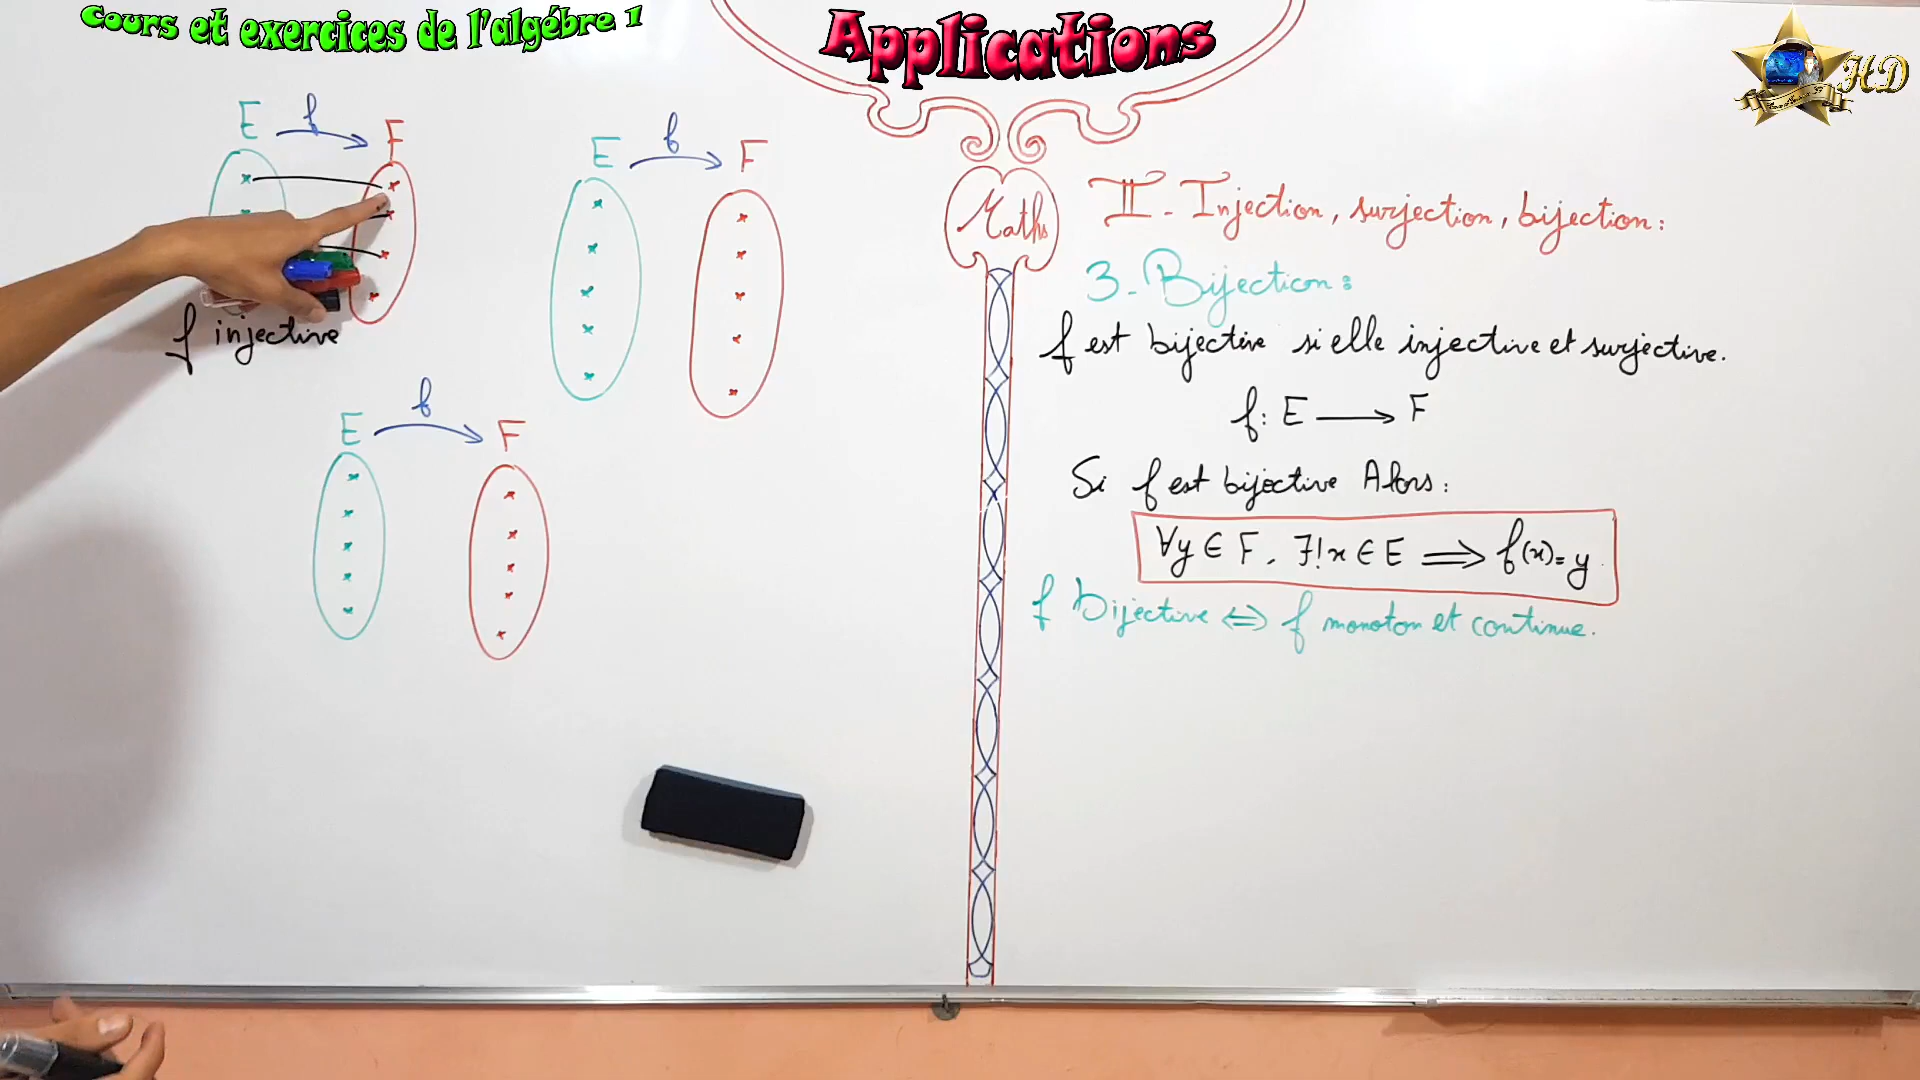 Cours et exercices de l'algébre 1
Applications
HD
E f F
f injective
E f F
E f F
Maths
II - Injection, surjection, bijection :
3 - Bijection :
f est bijective si elle injective et surjective.
f : E ⟶ F
Si f est bijective Alors :
∀y ∈ F, ∃!x ∈ E ⟹ f(x) = y
f Bijective ⇔ f monoton et continue.